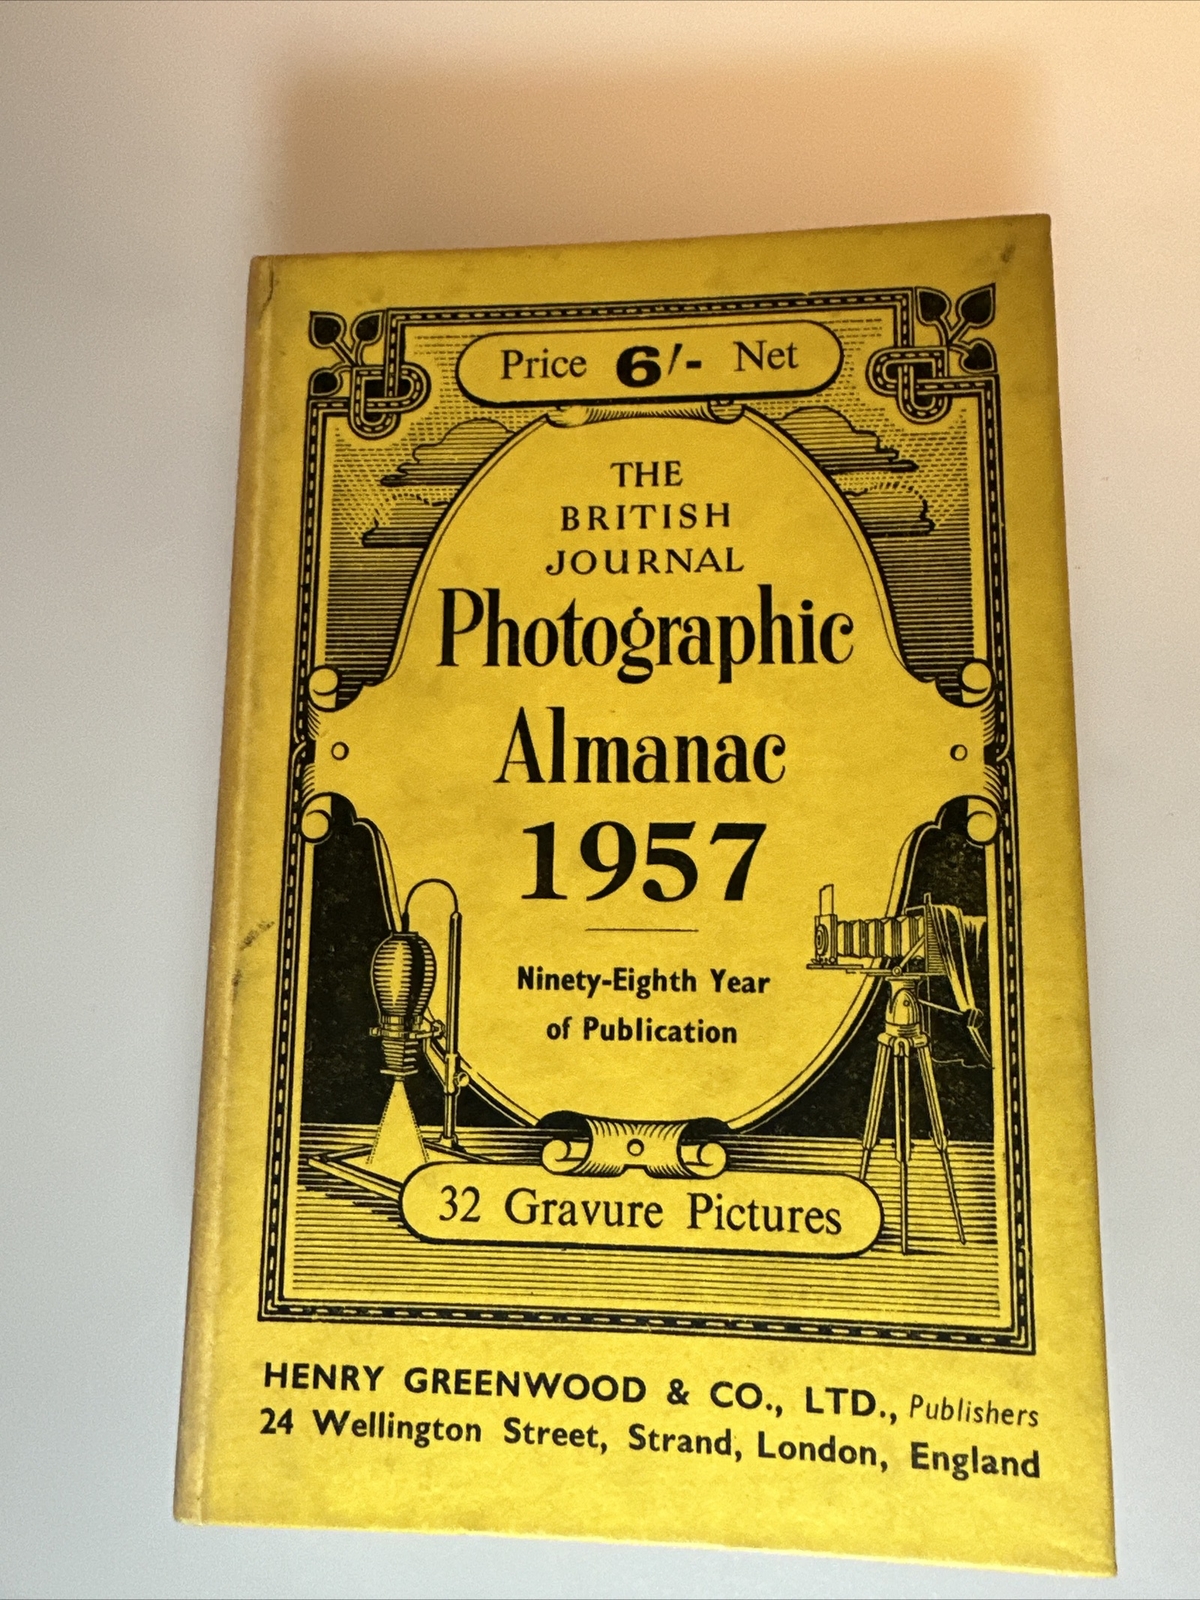 Price 6/- Net
THE
BRITISH
JOURNAL
Photographic
Almanac
1957
Ninety-Eighth Year
of Publication
32 Gravure Pictures
HENRY GREENWOOD & CO., LTD., Publishers
24 Wellington Street, Strand, London, England